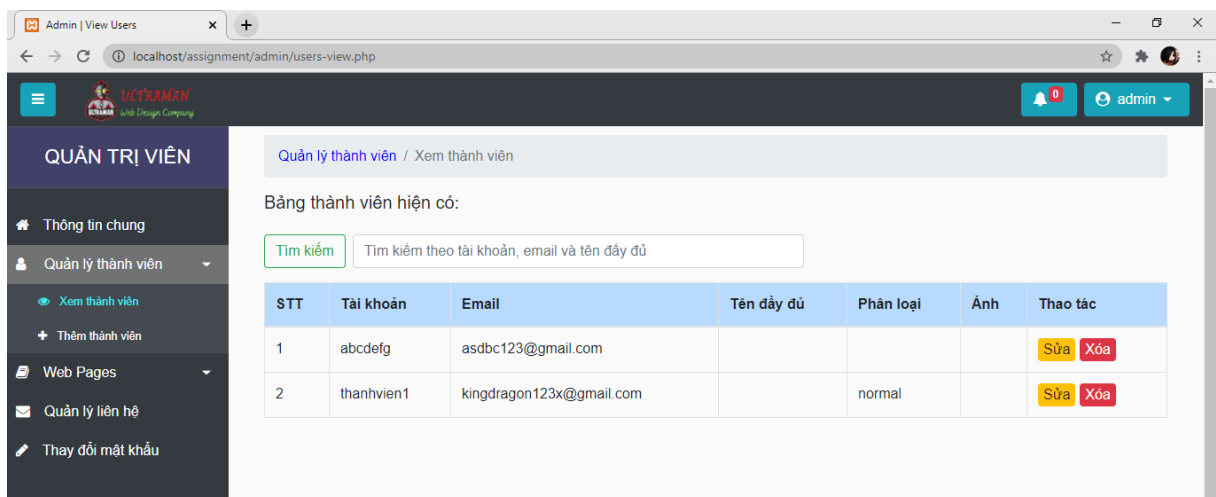 Admin | View Users
localhost/assignment/admin/users-view.php
ULTRAMAN ULTRAMAN
Web Design Company
0 admin
QUẢN TRỊ VIÊN
Thông tin chung
Quản lý thành viên
Xem thành viên
Thêm thành viên
Web Pages
Quản lý liên hệ
Thay đổi mật khẩu
Quản lý thành viên / Xem thành viên
Bảng thành viên hiện có:
Tìm kiếm Tìm kiếm theo tài khoản, email và tên đầy đủ
STT Tài khoản Email Tên đầy đủ Phân loại Ảnh Thao tác
1 abcdefg asdbc123@gmail.com Sửa Xóa
2 thanhvien1 kingdragon123x@gmail.com normal Sửa Xóa